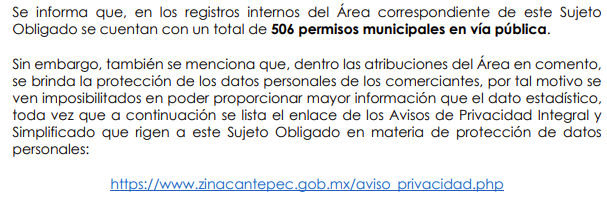 Se informa que, en los registros internos del Área correspondiente de este Sujeto
Obligado se cuentan con un total de 506 permisos municipales en vía pública.
Sin embargo, también se menciona que, dentro las atribuciones del Área en comento,
se brinda la protección de los datos personales de los comerciantes, por tal motivo se
ven imposibilitados en poder proporcionar mayor información que el dato estadístico,
toda vez que a continuación se lista el enlace de los Avisos de Privacidad Integral y
Simplificado que rigen a este Sujeto Obligado en materia de protección de datos
personales:
https://www.zinacantepec.gob.mx/aviso_privacidad.php